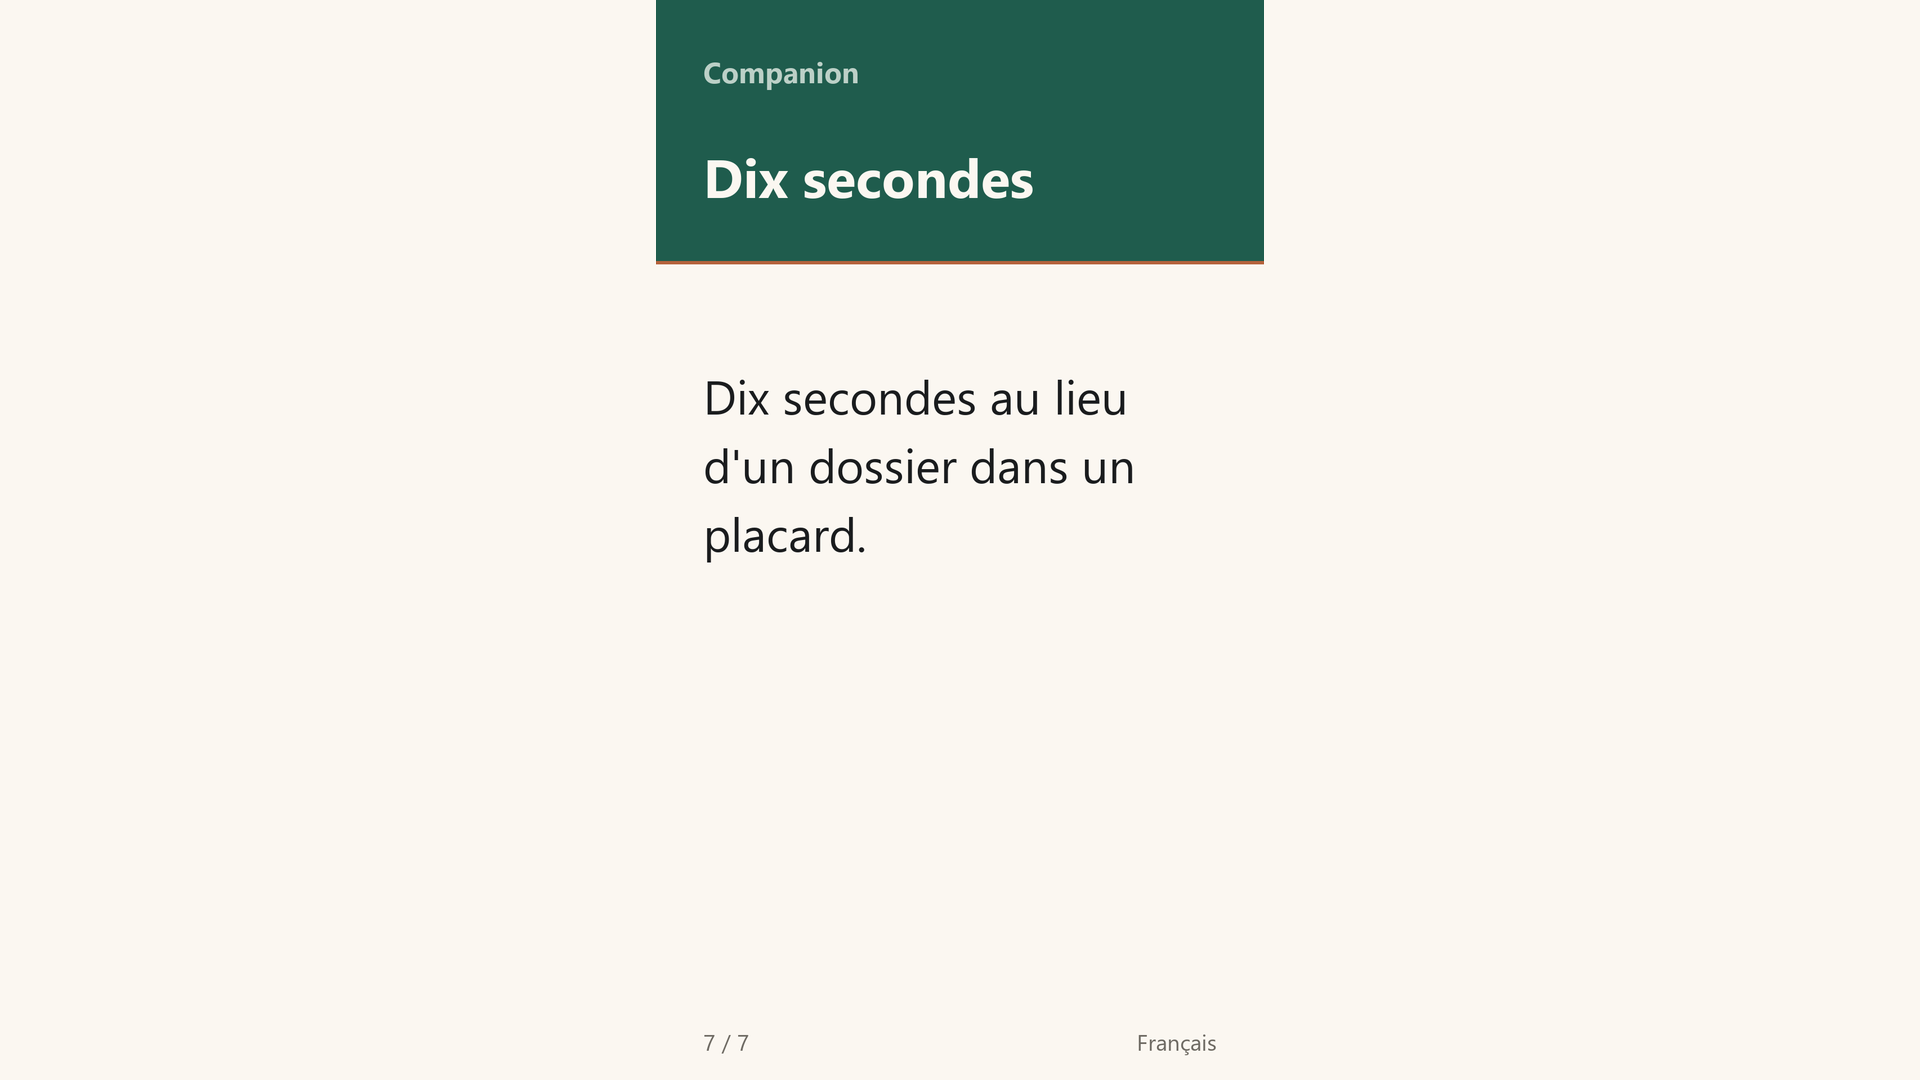 Companion
Dix secondes
Dix secondes au lieu
d'un dossier dans un
placard.
7 / 7
Français